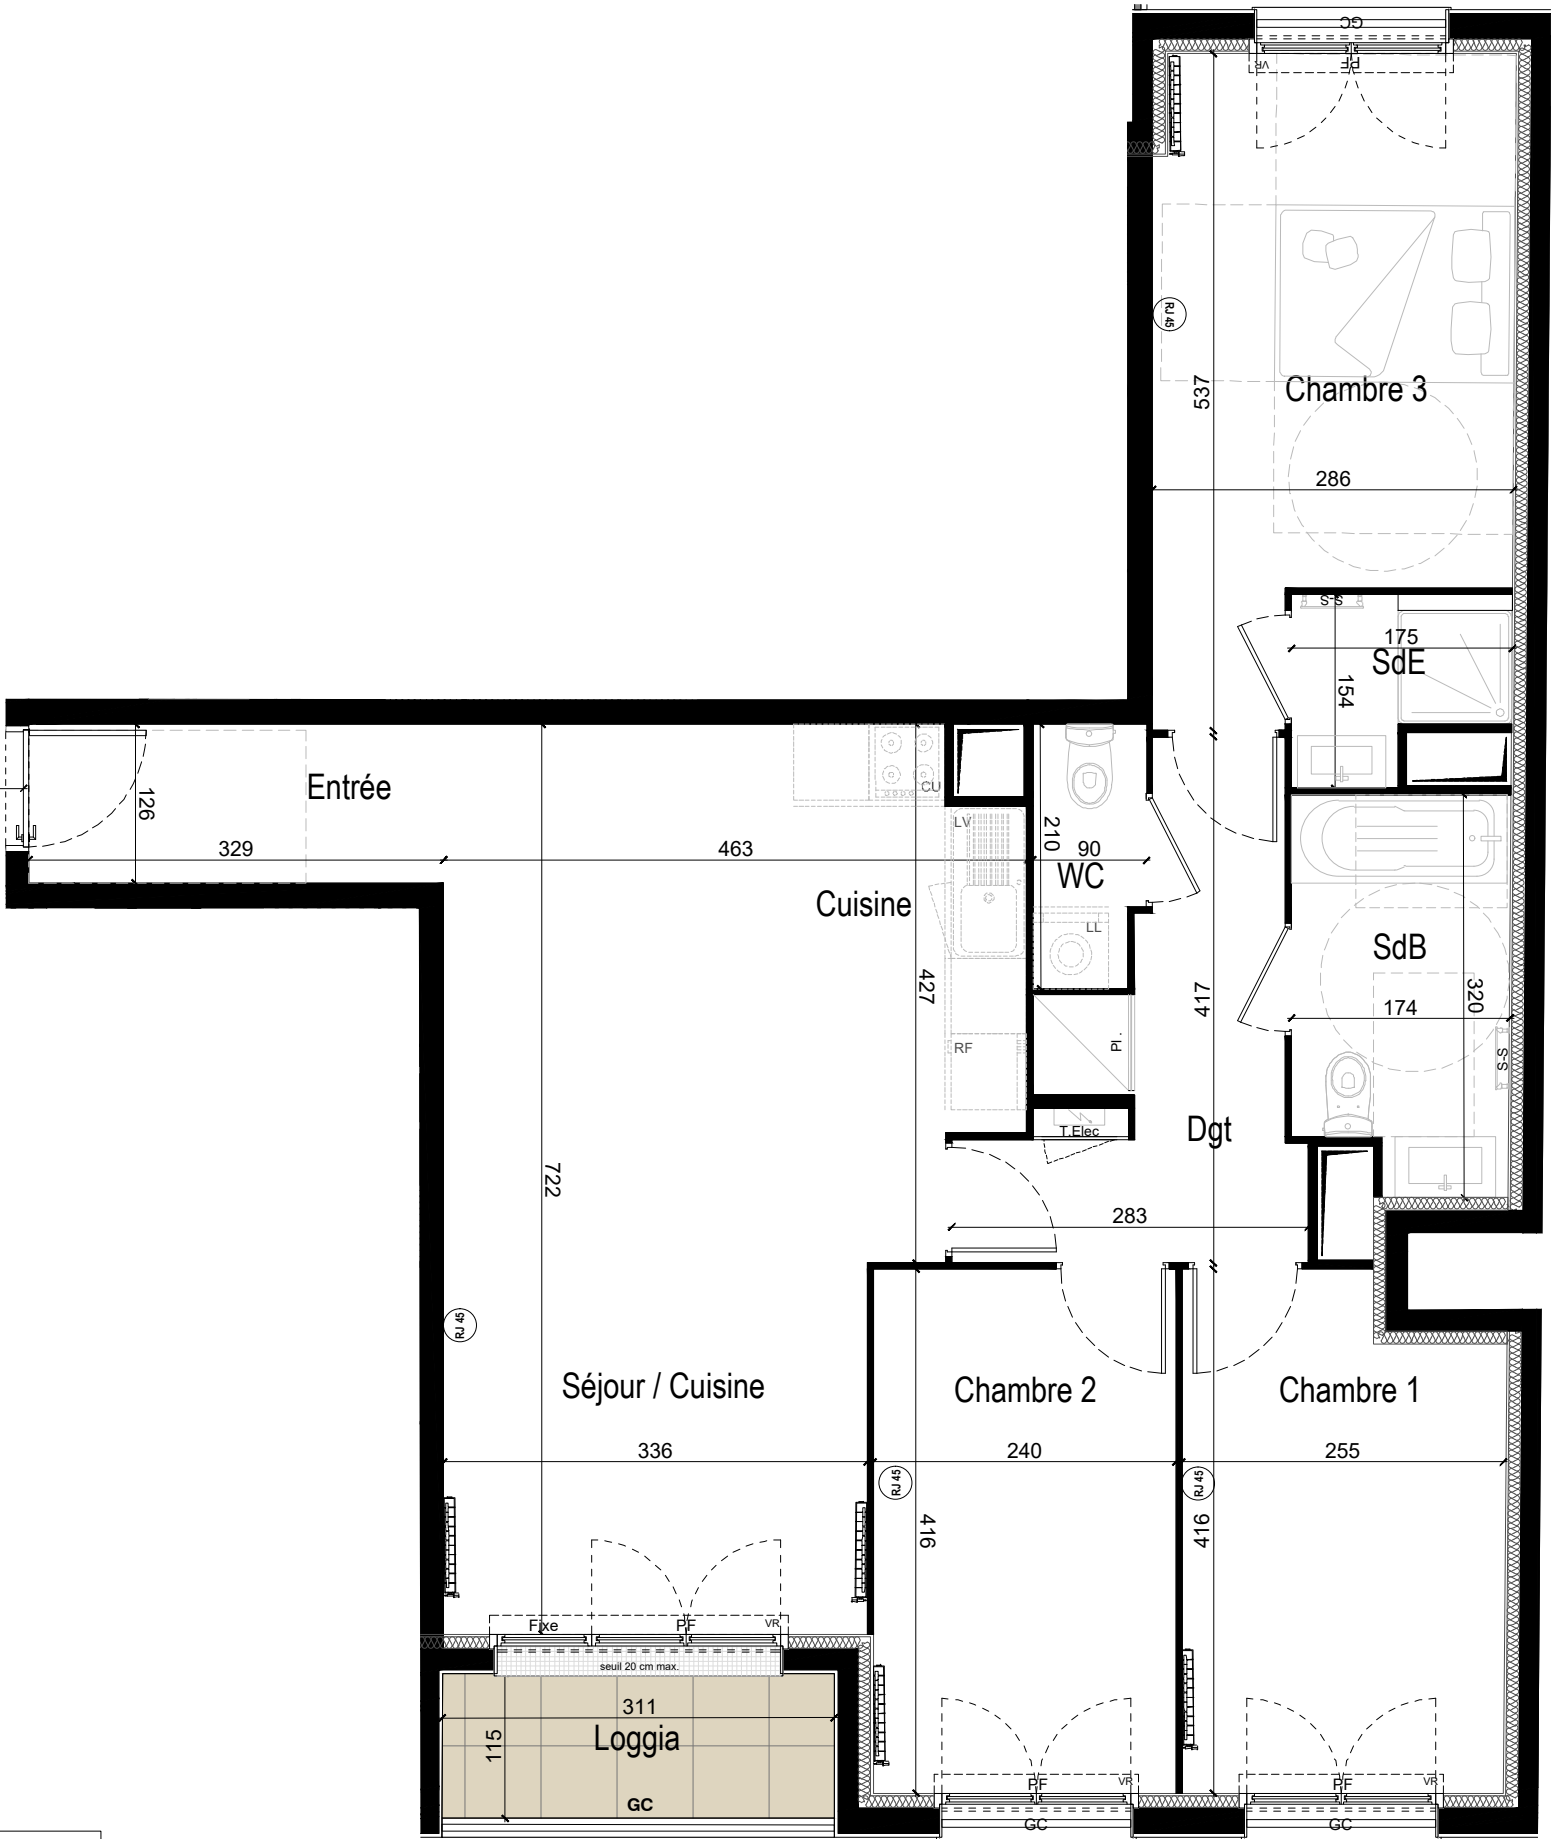 GC
VR
PF
RJ 45
537
Chambre 3
286
S-S
175
SdE
154
Entrée
126
CU
329
463
LV
210
90
WC
Cuisine
LL
SdB
427
417
320
174
RF
Pl.
S-S
T.Elec
Dgt
722
283
RJ 45
Séjour / Cuisine
Chambre 2
Chambre 1
336
240
255
RJ 45
RJ 45
416
416
Fixe
PF
VR
seuil 20 cm max.
311
115
Loggia
GC
PF
VR
GC
PF
VR
GC